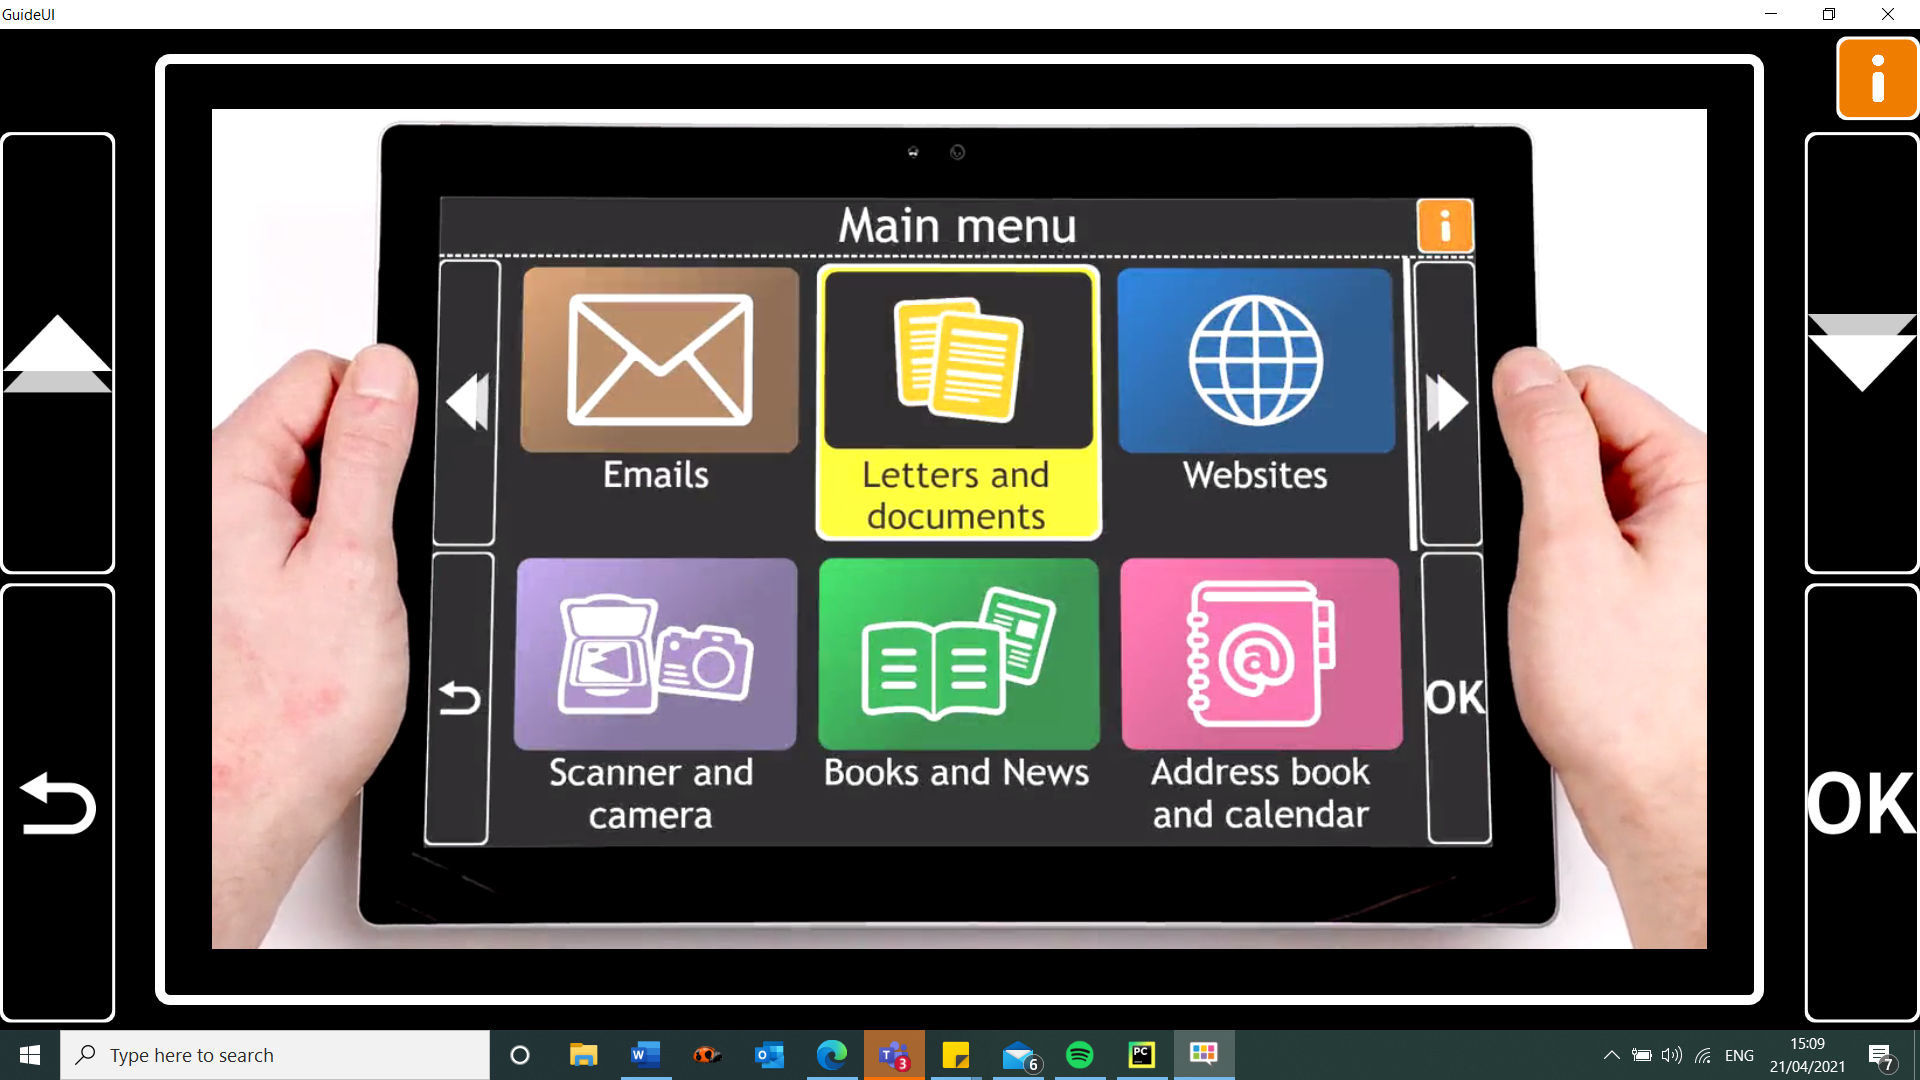 GuideUI
i
Main menu
i
Emails
Letters and
documents
Websites
OK
Scanner and
camera
Books and News
Address book
and calendar
OK
Type here to search
W
O
T
3
6
PC
ENG
15:09
21/04/2021
7